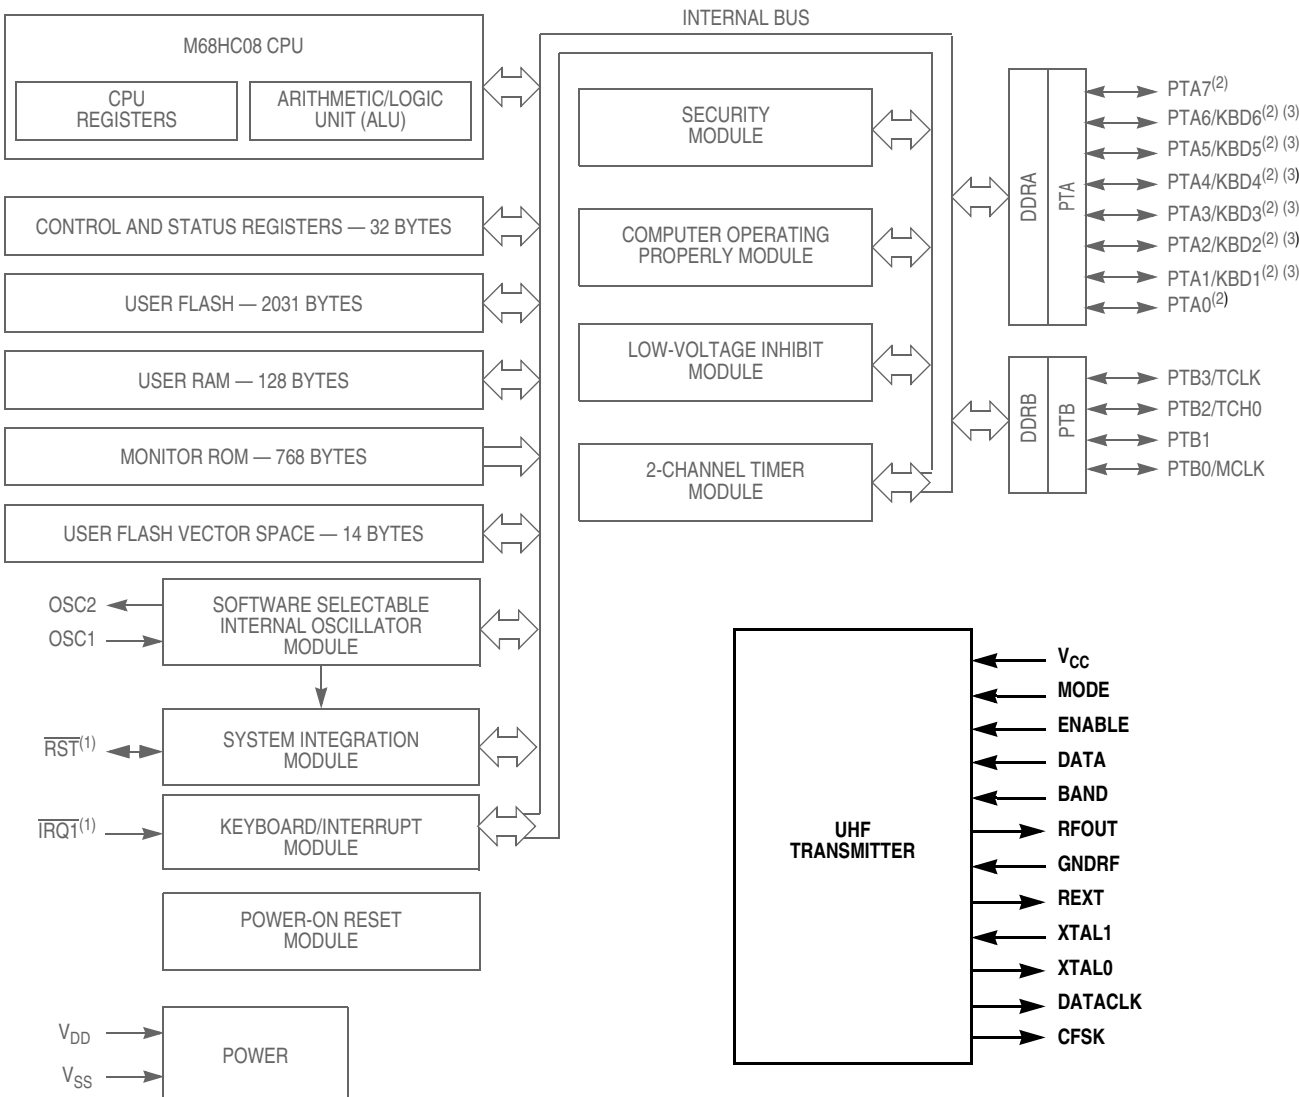 INTERNAL BUS
M68HC08 CPU
CPU
REGISTERS
ARITHMETIC/LOGIC
UNIT (ALU)
CONTROL AND STATUS REGISTERS — 32 BYTES
USER FLASH — 2031 BYTES
USER RAM — 128 BYTES
MONITOR ROM — 768 BYTES
USER FLASH VECTOR SPACE — 14 BYTES
OSC2
OSC1
SOFTWARE SELECTABLE
INTERNAL OSCILLATOR
MODULE
RST(1)
SYSTEM INTEGRATION
MODULE
IRQ1(1)
KEYBOARD/INTERRUPT
MODULE
POWER-ON RESET
MODULE
VDD
VSS
POWER
SECURITY
MODULE
COMPUTER OPERATING
PROPERLY MODULE
LOW-VOLTAGE INHIBIT
MODULE
2-CHANNEL TIMER
MODULE
DDRA
PTA
PTA7(2)
PTA6/KBD6(2) (3)
PTA5/KBD5(2) (3)
PTA4/KBD4(2) (3)
PTA3/KBD3(2) (3)
PTA2/KBD2(2) (3)
PTA1/KBD1(2) (3)
PTA0(2)
DDRB
PTB
PTB3/TCLK
PTB2/TCH0
PTB1
PTB0/MCLK
UHF
TRANSMITTER
VCC
MODE
ENABLE
DATA
BAND
RFOUT
GNDRF
REXT
XTAL1
XTAL0
DATACLK
CFSK